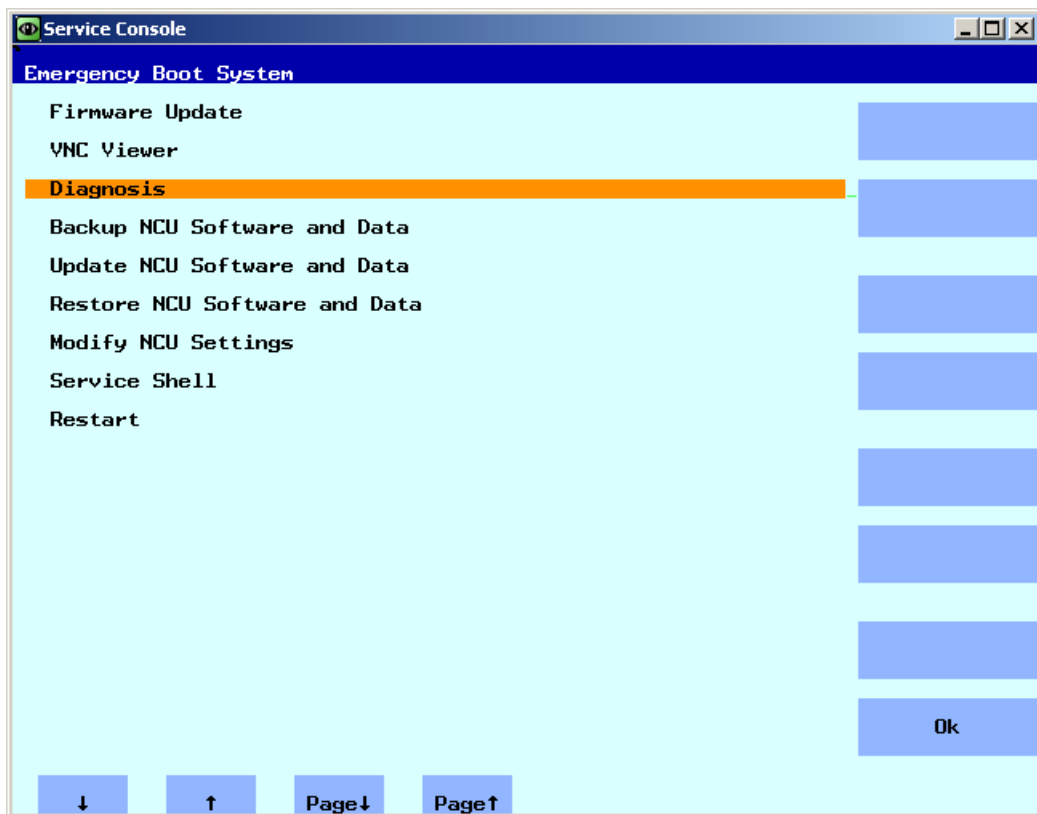 Service Console
Emergency Boot System
Firmware Update
VNC Viewer
Diagnosis
Backup NCU Software and Data
Update NCU Software and Data
Restore NCU Software and Data
Modify NCU Settings
Service Shell
Restart
Ok
↓ ↑ Page↓ Page↑